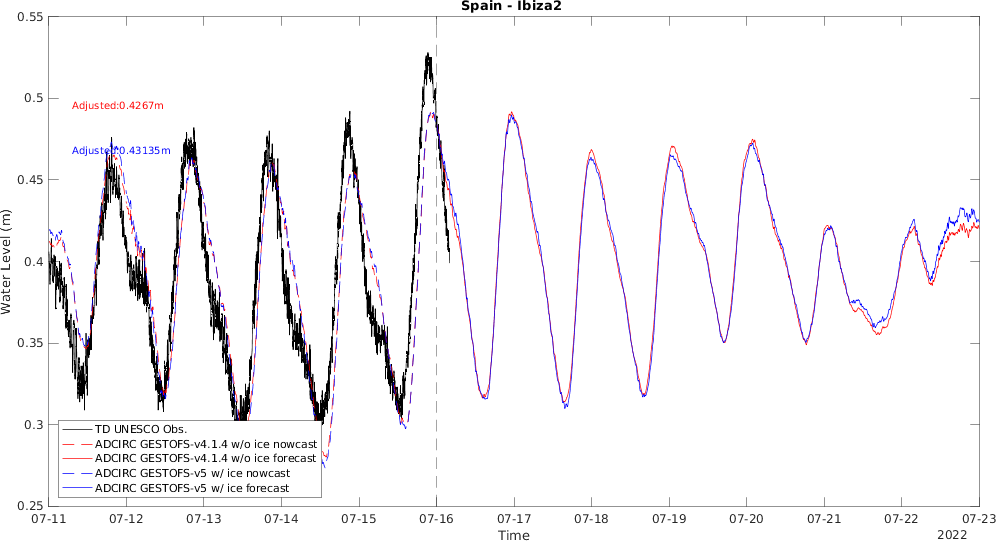 Spain - Ibiza2
0.55
0.5
0.45
0.4
0.35
0.3
0.25
Water Level (m)
Adjusted:0.4267m
Adjusted:0.43135m
TD UNESCO Obs.
ADCIRC GESTOFS-v4.1.4 w/o ice nowcast
ADCIRC GESTOFS-v4.1.4 w/o ice forecast
ADCIRC GESTOFS-v5 w/ ice nowcast
ADCIRC GESTOFS-v5 w/ ice forecast
07-11 07-12 07-13 07-14 07-15 07-16 07-17 07-18 07-19 07-20 07-21 07-22 07-23
Time
2022